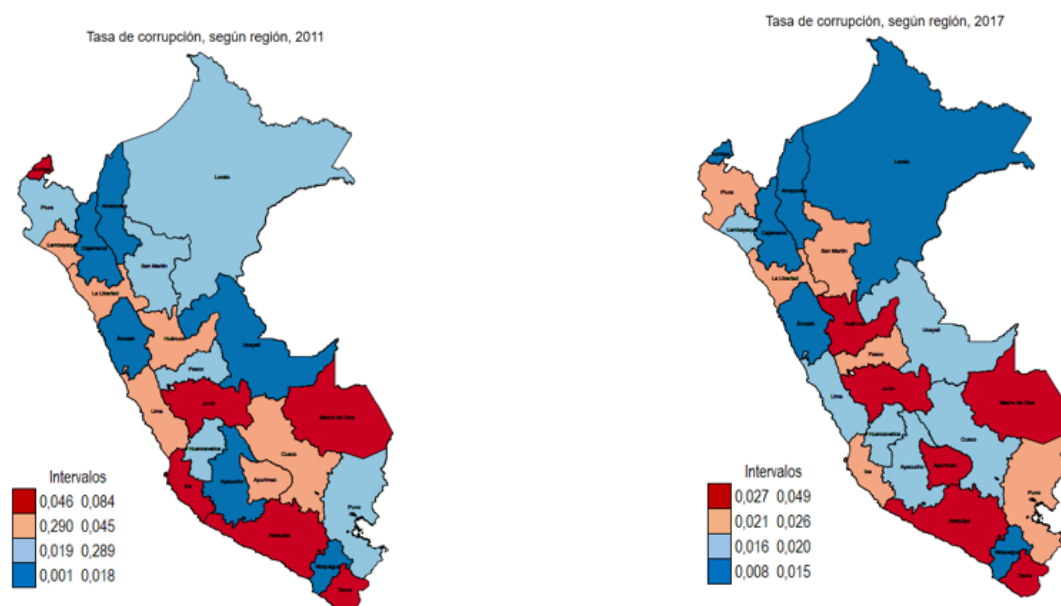 Tasa de corrupción, según región, 2011
Loreto
Amazonas
Piura
Lambayeque
Cajamarca
San Martín
La Libertad
Áncash
Huánuco
Ucayali
Pasco
Lima
Junín
Madre de Dios
Huancavelica
Cusco
Ica
Ayacucho
Apurímac
Puno
Arequipa
Moquegua
Tacna
Intervalos
0,046 0,084
0,290 0,045
0,019 0,289
0,001 0,018
Tasa de corrupción, según región, 2017
Loreto
Piura
Amazonas
Lambayeque
Cajamarca
San Martín
La Libertad
Áncash
Huánuco
Ucayali
Pasco
Lima
Junín
Madre de Dios
Huancavelica
Cusco
Ica
Ayacucho
Apurímac
Puno
Arequipa
Moquegua
Tacna
Intervalos
0,027 0,049
0,021 0,026
0,016 0,020
0,008 0,015